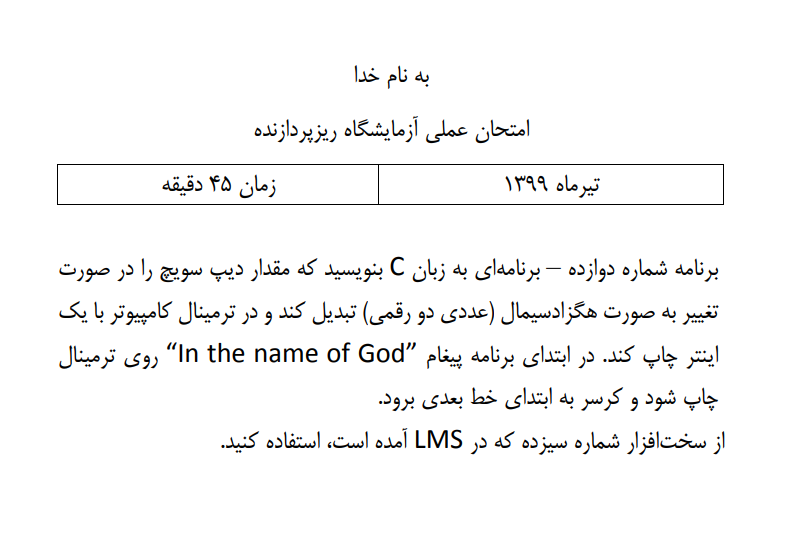 به نام خدا
امتحان عملی آزمایشگاه ریزپردازنده
تیرماه ۱۳۹۹
زمان ۴۵ دقیقه
برنامه شماره دوازده – برنامه‌ای به زبان C بنویسید که مقدار دیپ سویچ را در صورت
تغییر به صورت هگزادسیمال (عددی دو رقمی) تبدیل کند و در ترمینال کامپیوتر با یک
اینتر چاپ کند. در ابتدای برنامه پیغام “In the name of God” روی ترمینال
چاپ شود و کرسر به ابتدای خط بعدی برود.
از سخت‌افزار شماره سیزده که در LMS آمده است، استفاده کنید.